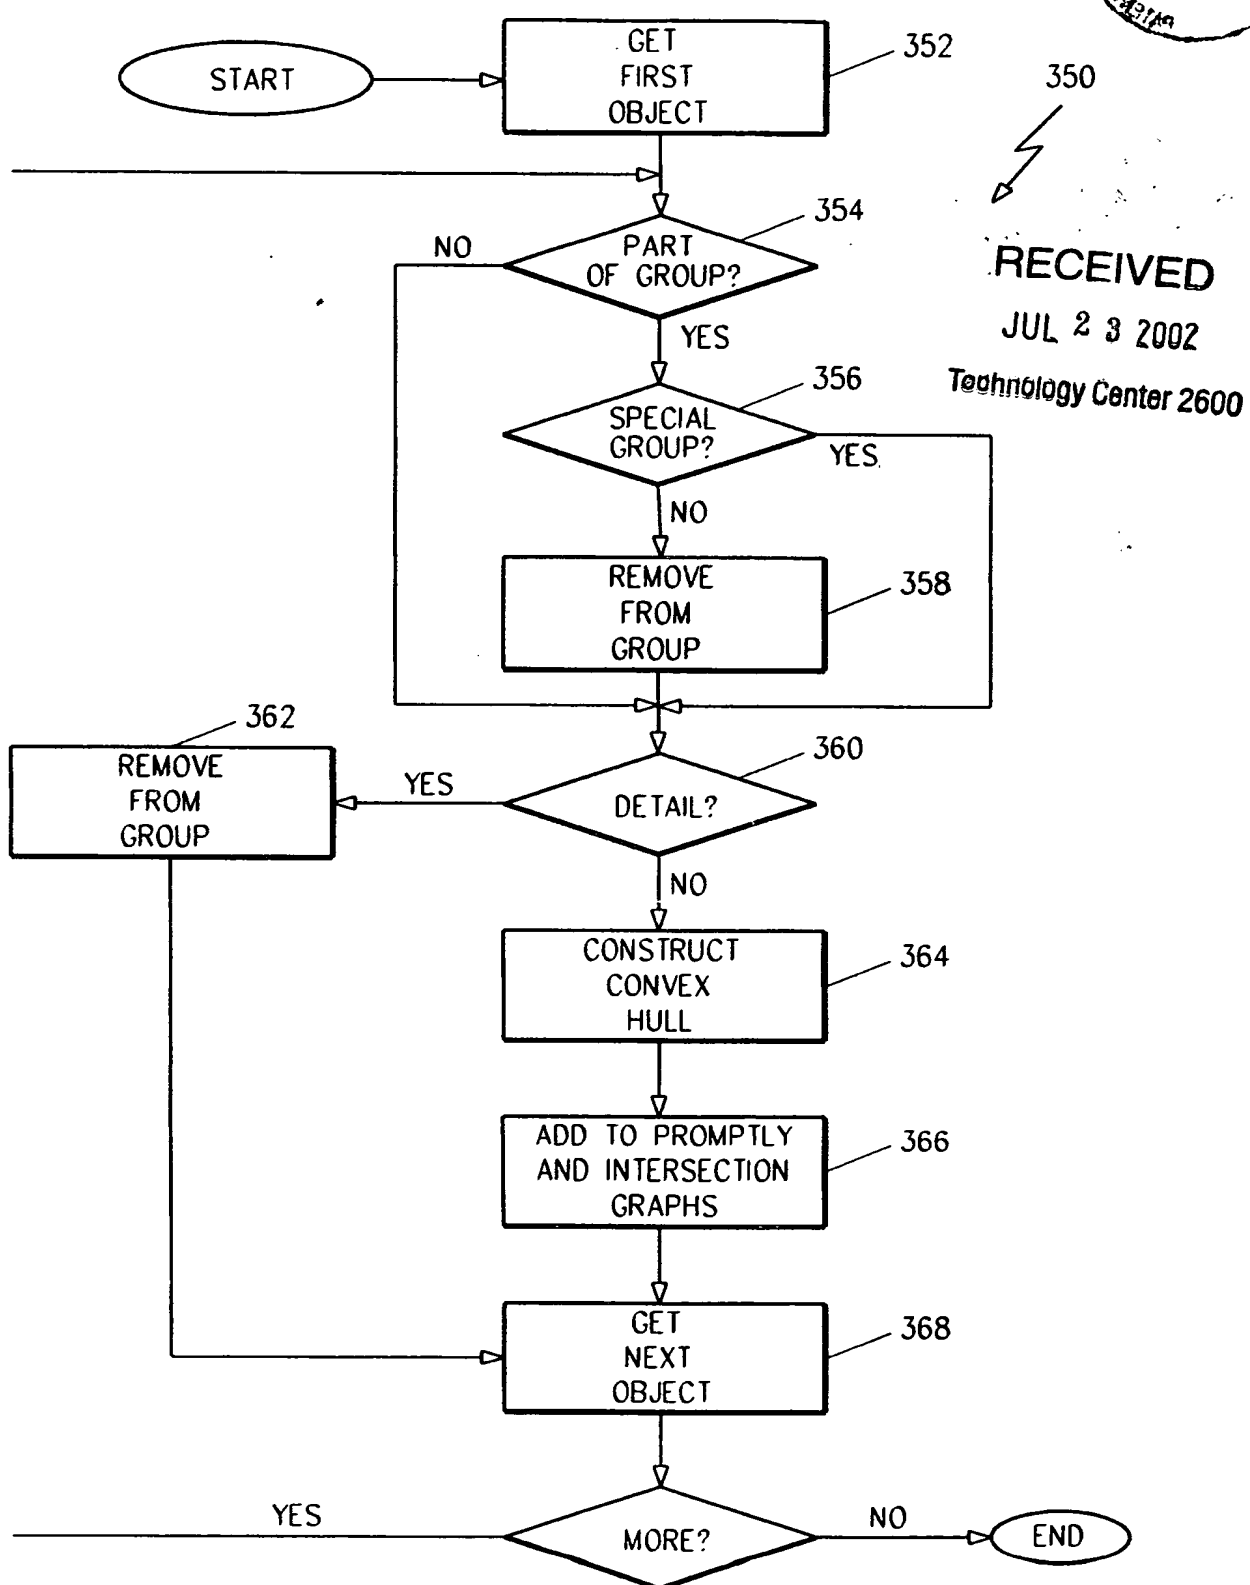 GET
FIRST
OBJECT
352
START
350
354
PART
OF GROUP?
NO
YES
RECEIVED
JUL 23 2002
Technology Center 2600
356
SPECIAL
GROUP?
YES
NO
REMOVE
FROM
GROUP
358
362
REMOVE
FROM
GROUP
360
YES
DETAIL?
NO
CONSTRUCT
CONVEX
HULL
364
ADD TO PROMPTLY
AND INTERSECTION
GRAPHS
366
GET
NEXT
OBJECT
368
YES
MORE?
NO
END